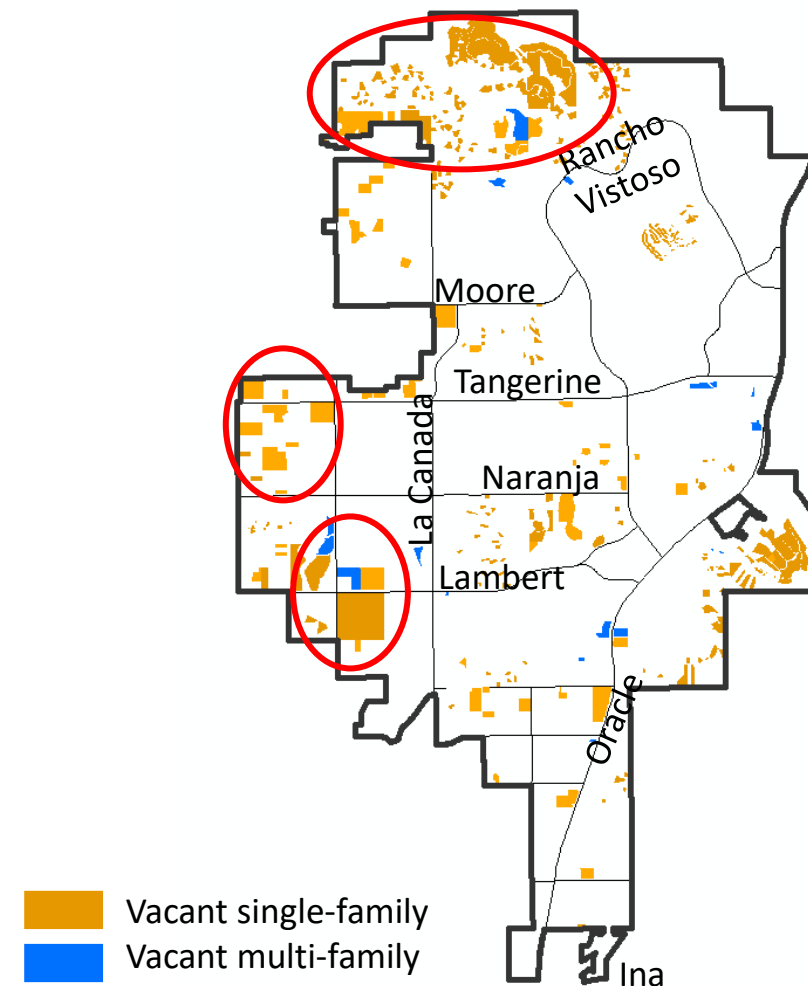 Rancho
Vistoso
Moore
Tangerine
La Canada
Naranja
Lambert
Oracle
Vacant single-family
Vacant multi-family
Ina